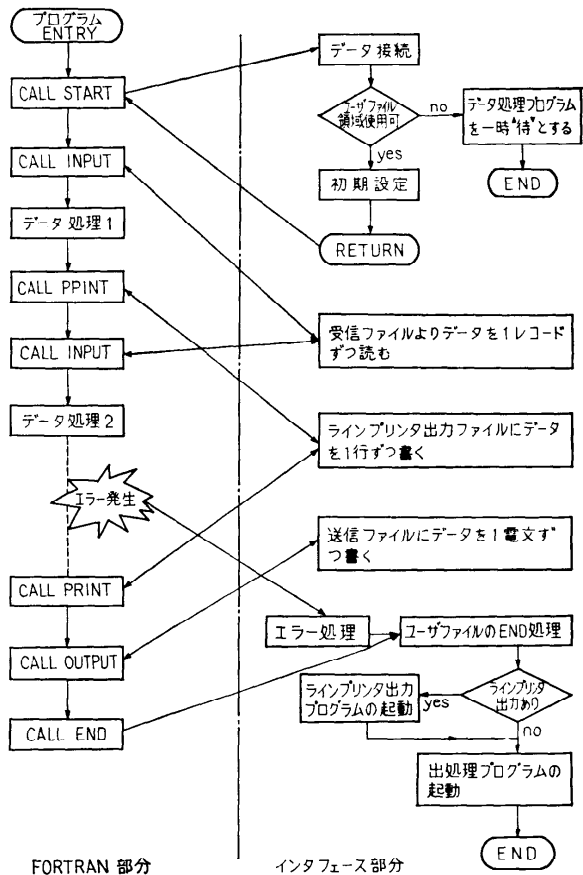 プログラム
ENTRY
CALL START
CALL INPUT
データ処理1
CALL PPINT
CALL INPUT
データ処理2
エラー発生
CALL PRINT
CALL OUTPUT
CALL END
FORTRAN 部分
データ接続
ユーザファイル
領域使用可
no
データ処理プログラム
を一時"待"とする
END
yes
初期設定
RETURN
受信ファイルよりデータを1レコード
ずつ読む
ラインプリンタ出力ファイルにデータ
を1行ずつ書く
送信ファイルにデータを1電文ず
つ書く
エラー処理
ユーザファイルのEND処理
ラインプリンタ
出力あり
yes
ラインプリンタ出力
プログラムの起動
no
出処理プログラムの
起動
END
インタフェース部分